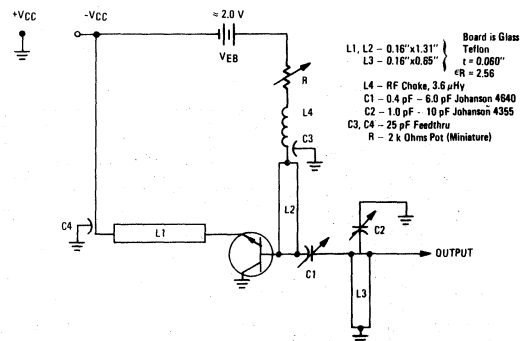 +VCC
-VCC
≈ 2.0 V
VEB
R
L4
C3
L2
C4
L1
C1
C2
OUTPUT
L3
Board is Glass
L1, L2 – 0.16"x1.31" } Teflon
L3 – 0.16"x0.65" t = 0.060"
εR = 2.56
L4 – RF Choke, 3.6 μHy
C1 – 0.4 pF - 6.0 pF Johanson 4640
C2 – 1.0 pF - 10 pF Johanson 4355
C3, C4 – 25 pF Feedthru
R – 2 k Ohms Pot (Miniature)